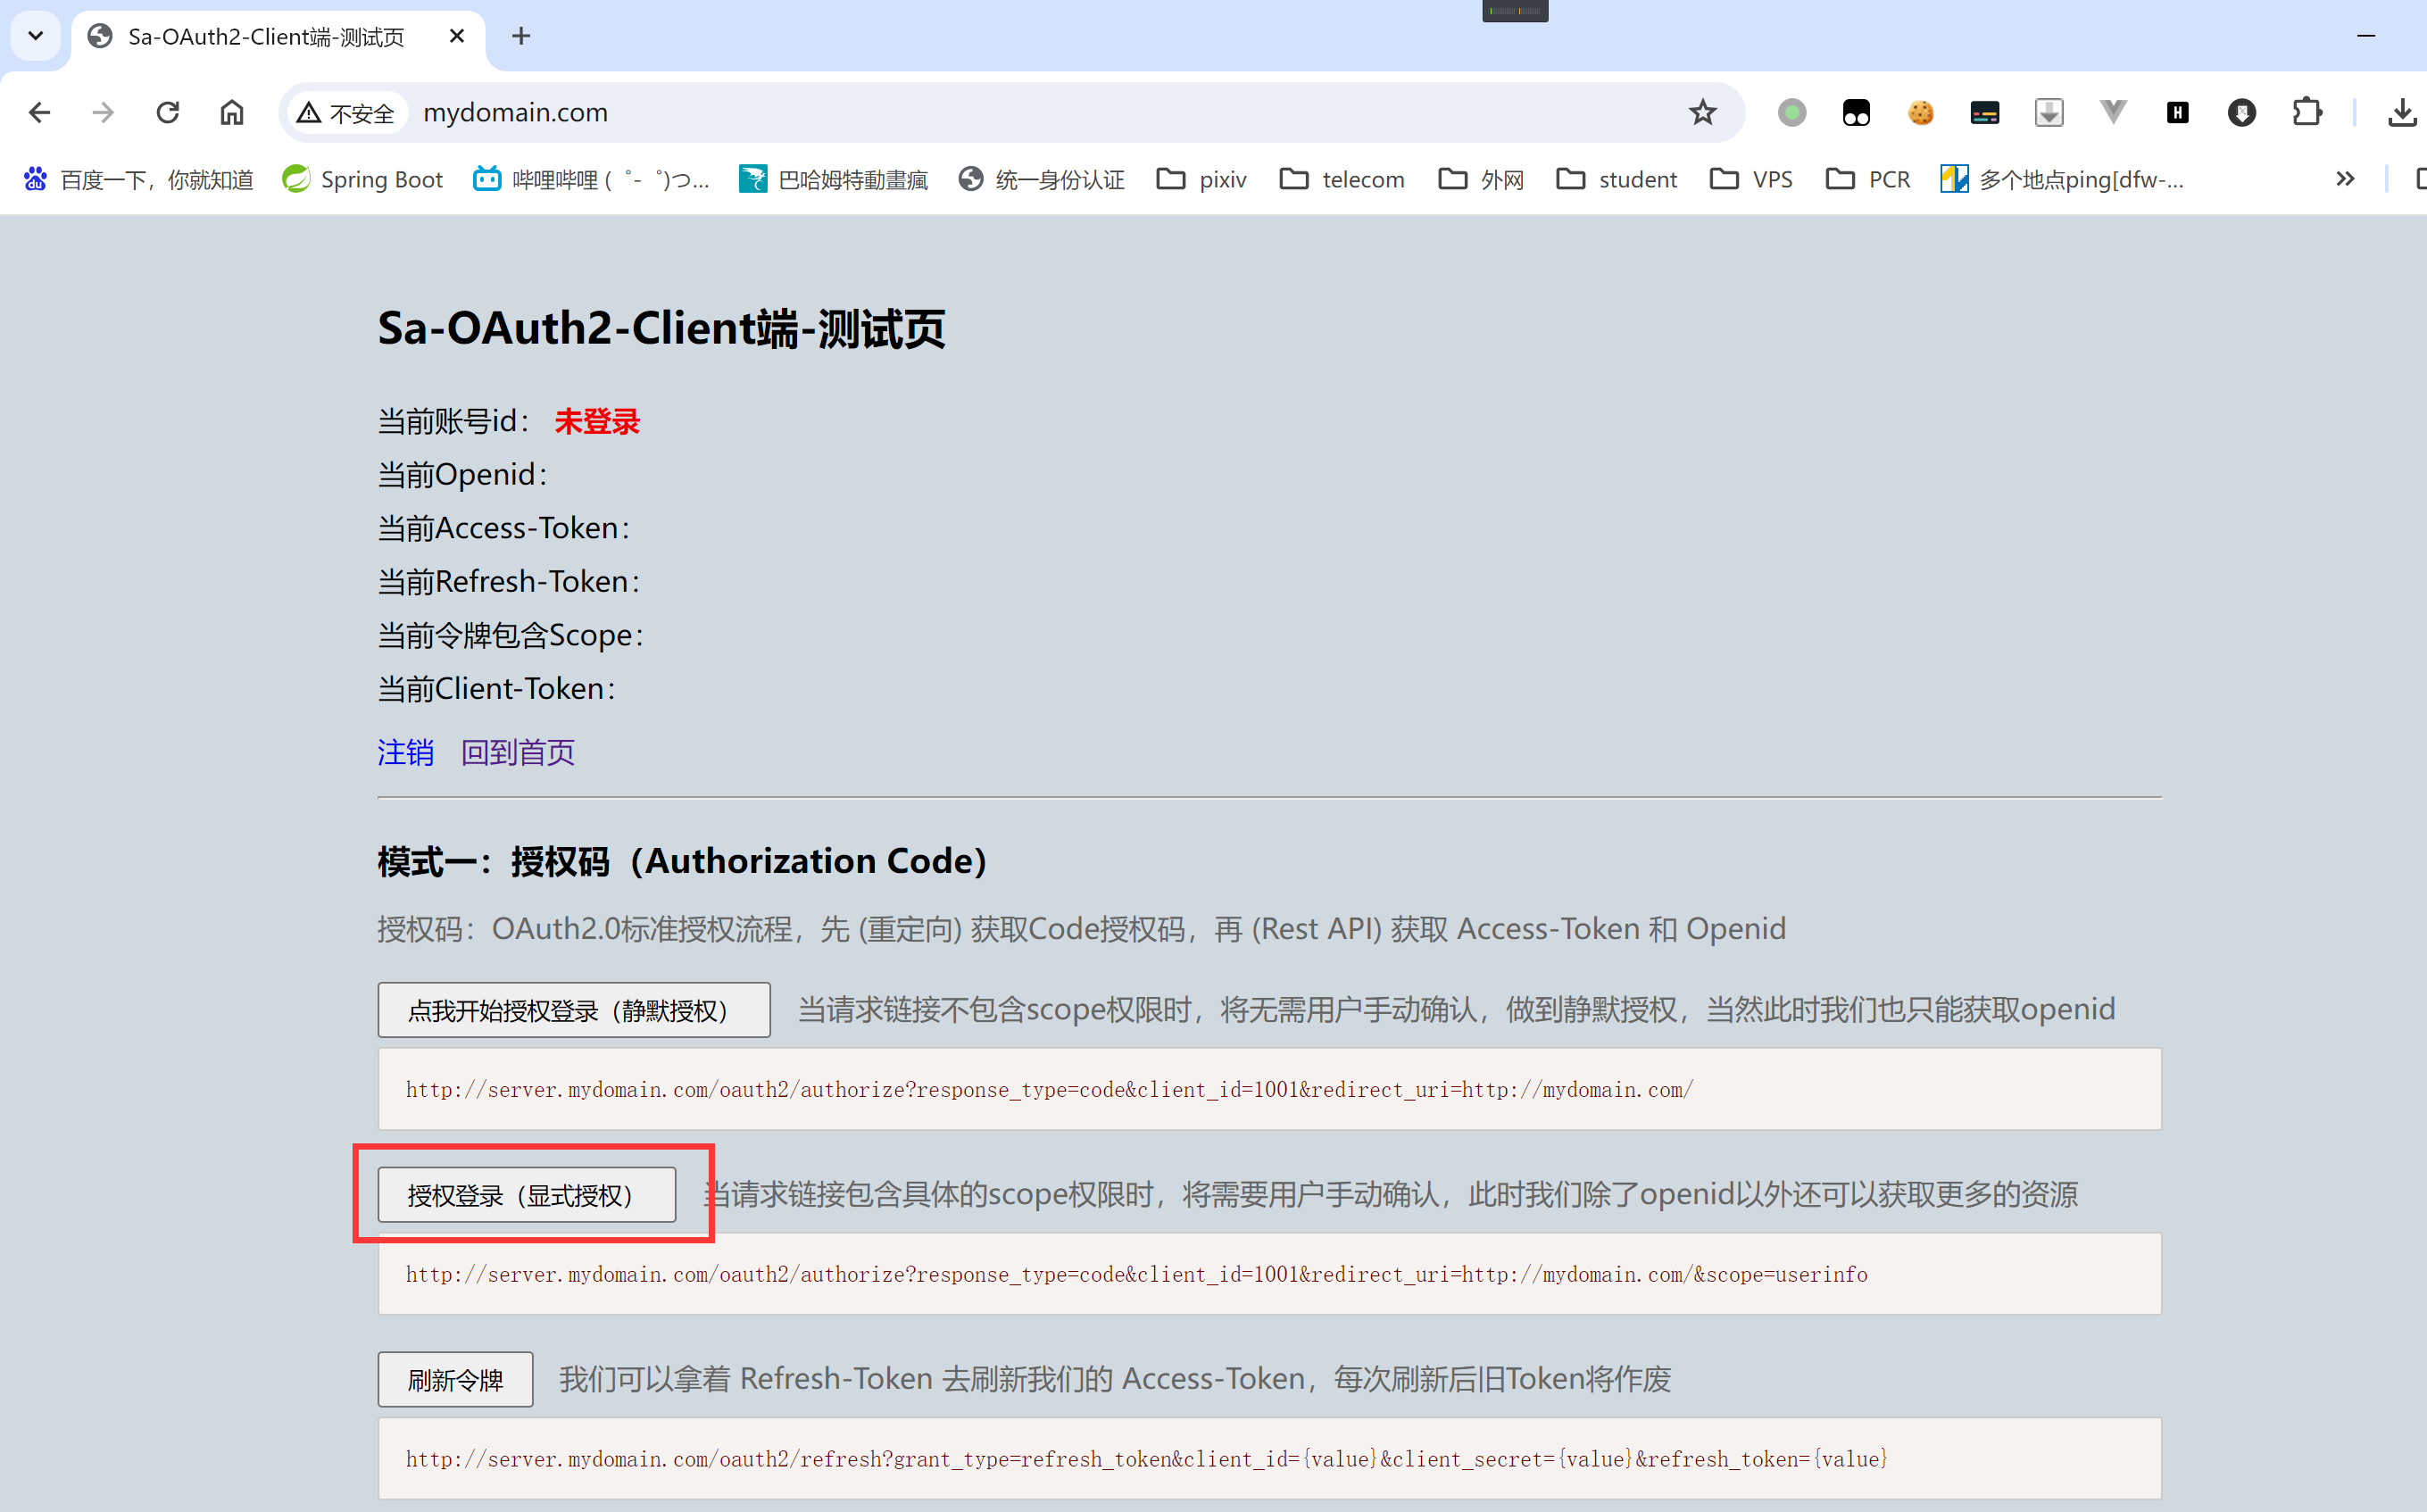 Sa-OAuth2-Client端-测试页
不安全 mydomain.com
百度一下，你就知道 Spring Boot 哔哩哔哩 (゜-゜)つ... 巴哈姆特動畫瘋 统一身份认证 pixiv telecom 外网 student VPS PCR 多个地点ping[dfw-...
Sa-OAuth2-Client端-测试页
当前账号id： 未登录
当前Openid：
当前Access-Token：
当前Refresh-Token：
当前令牌包含Scope：
当前Client-Token：
注销 回到首页
模式一：授权码（Authorization Code）
授权码：OAuth2.0标准授权流程，先 (重定向) 获取Code授权码，再 (Rest API) 获取 Access-Token 和 Openid
点我开始授权登录（静默授权） 当请求链接不包含scope权限时，将无需用户手动确认，做到静默授权，当然此时我们也只能获取openid
http://server.mydomain.com/oauth2/authorize?response_type=code&client_id=1001&redirect_uri=http://mydomain.com/
授权登录（显式授权） 当请求链接包含具体的scope权限时，将需要用户手动确认，此时我们除了openid以外还可以获取更多的资源
http://server.mydomain.com/oauth2/authorize?response_type=code&client_id=1001&redirect_uri=http://mydomain.com/&scope=userinfo
刷新令牌 我们可以拿着 Refresh-Token 去刷新我们的 Access-Token，每次刷新后旧Token将作废
http://server.mydomain.com/oauth2/refresh?grant_type=refresh_token&client_id={value}&client_secret={value}&refresh_token={value}